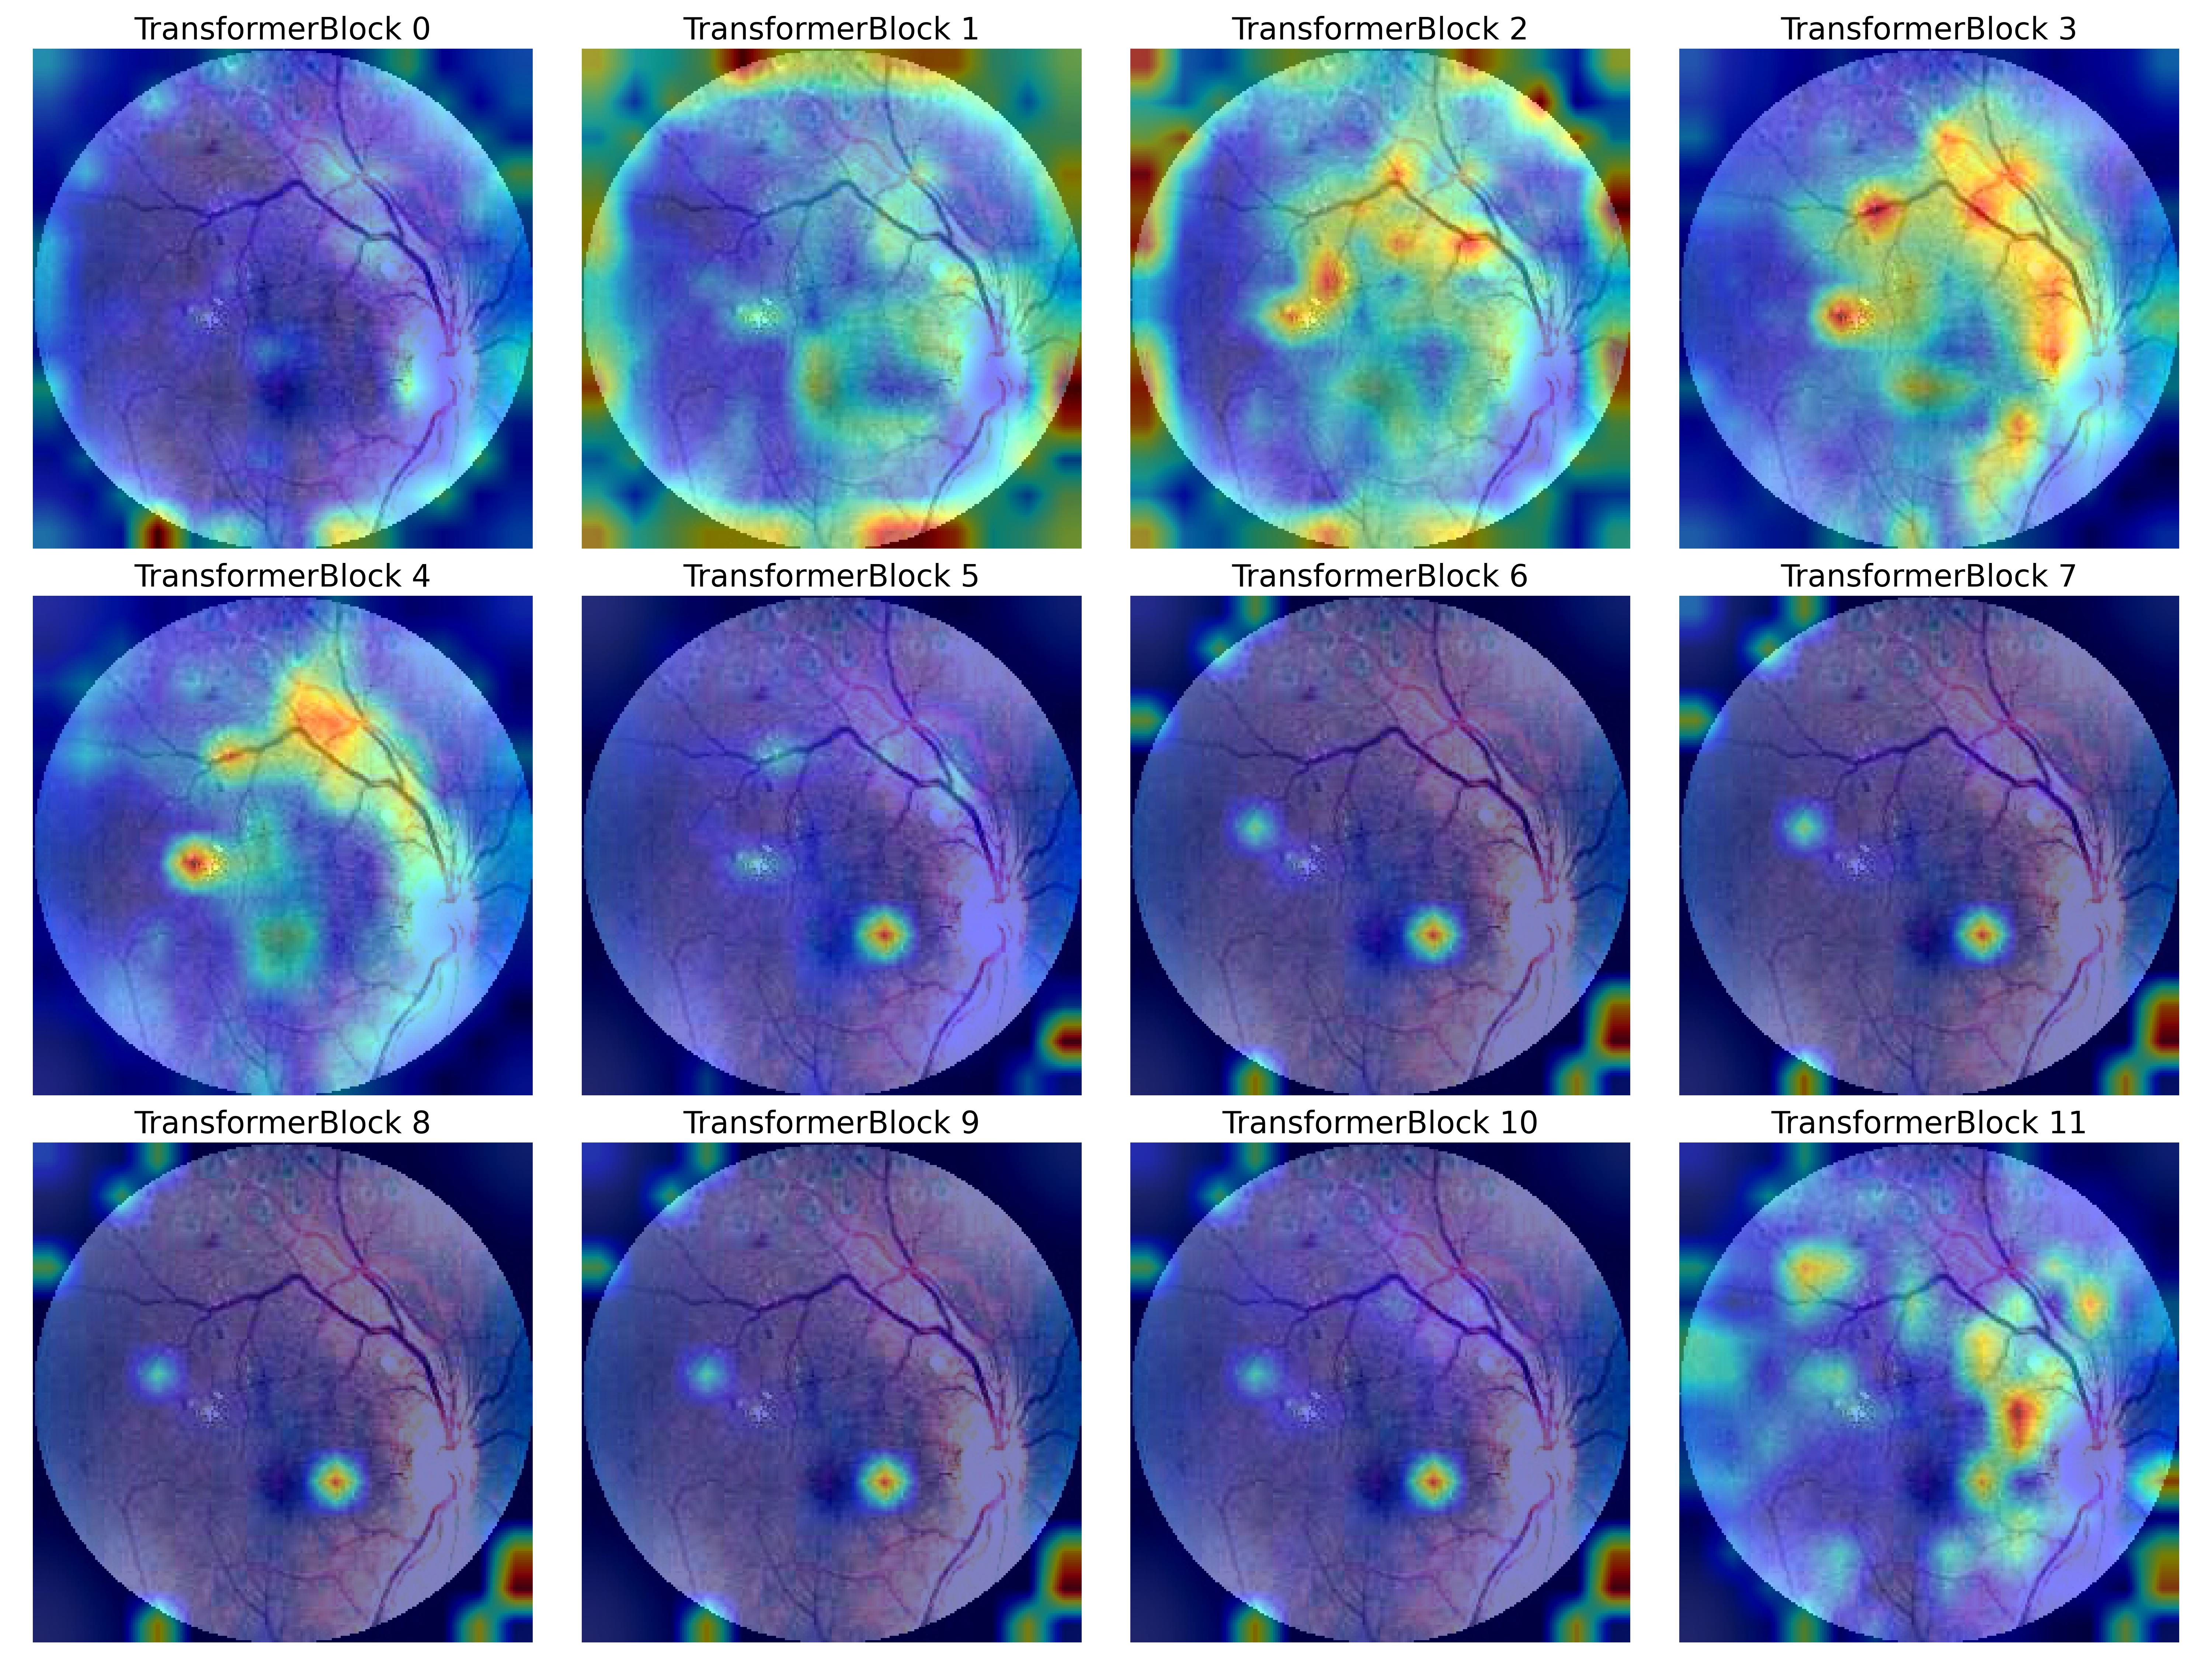 TransformerBlock 0
TransformerBlock 1
TransformerBlock 2
TransformerBlock 3
TransformerBlock 4
TransformerBlock 5
TransformerBlock 6
TransformerBlock 7
TransformerBlock 8
TransformerBlock 9
TransformerBlock 10
TransformerBlock 11